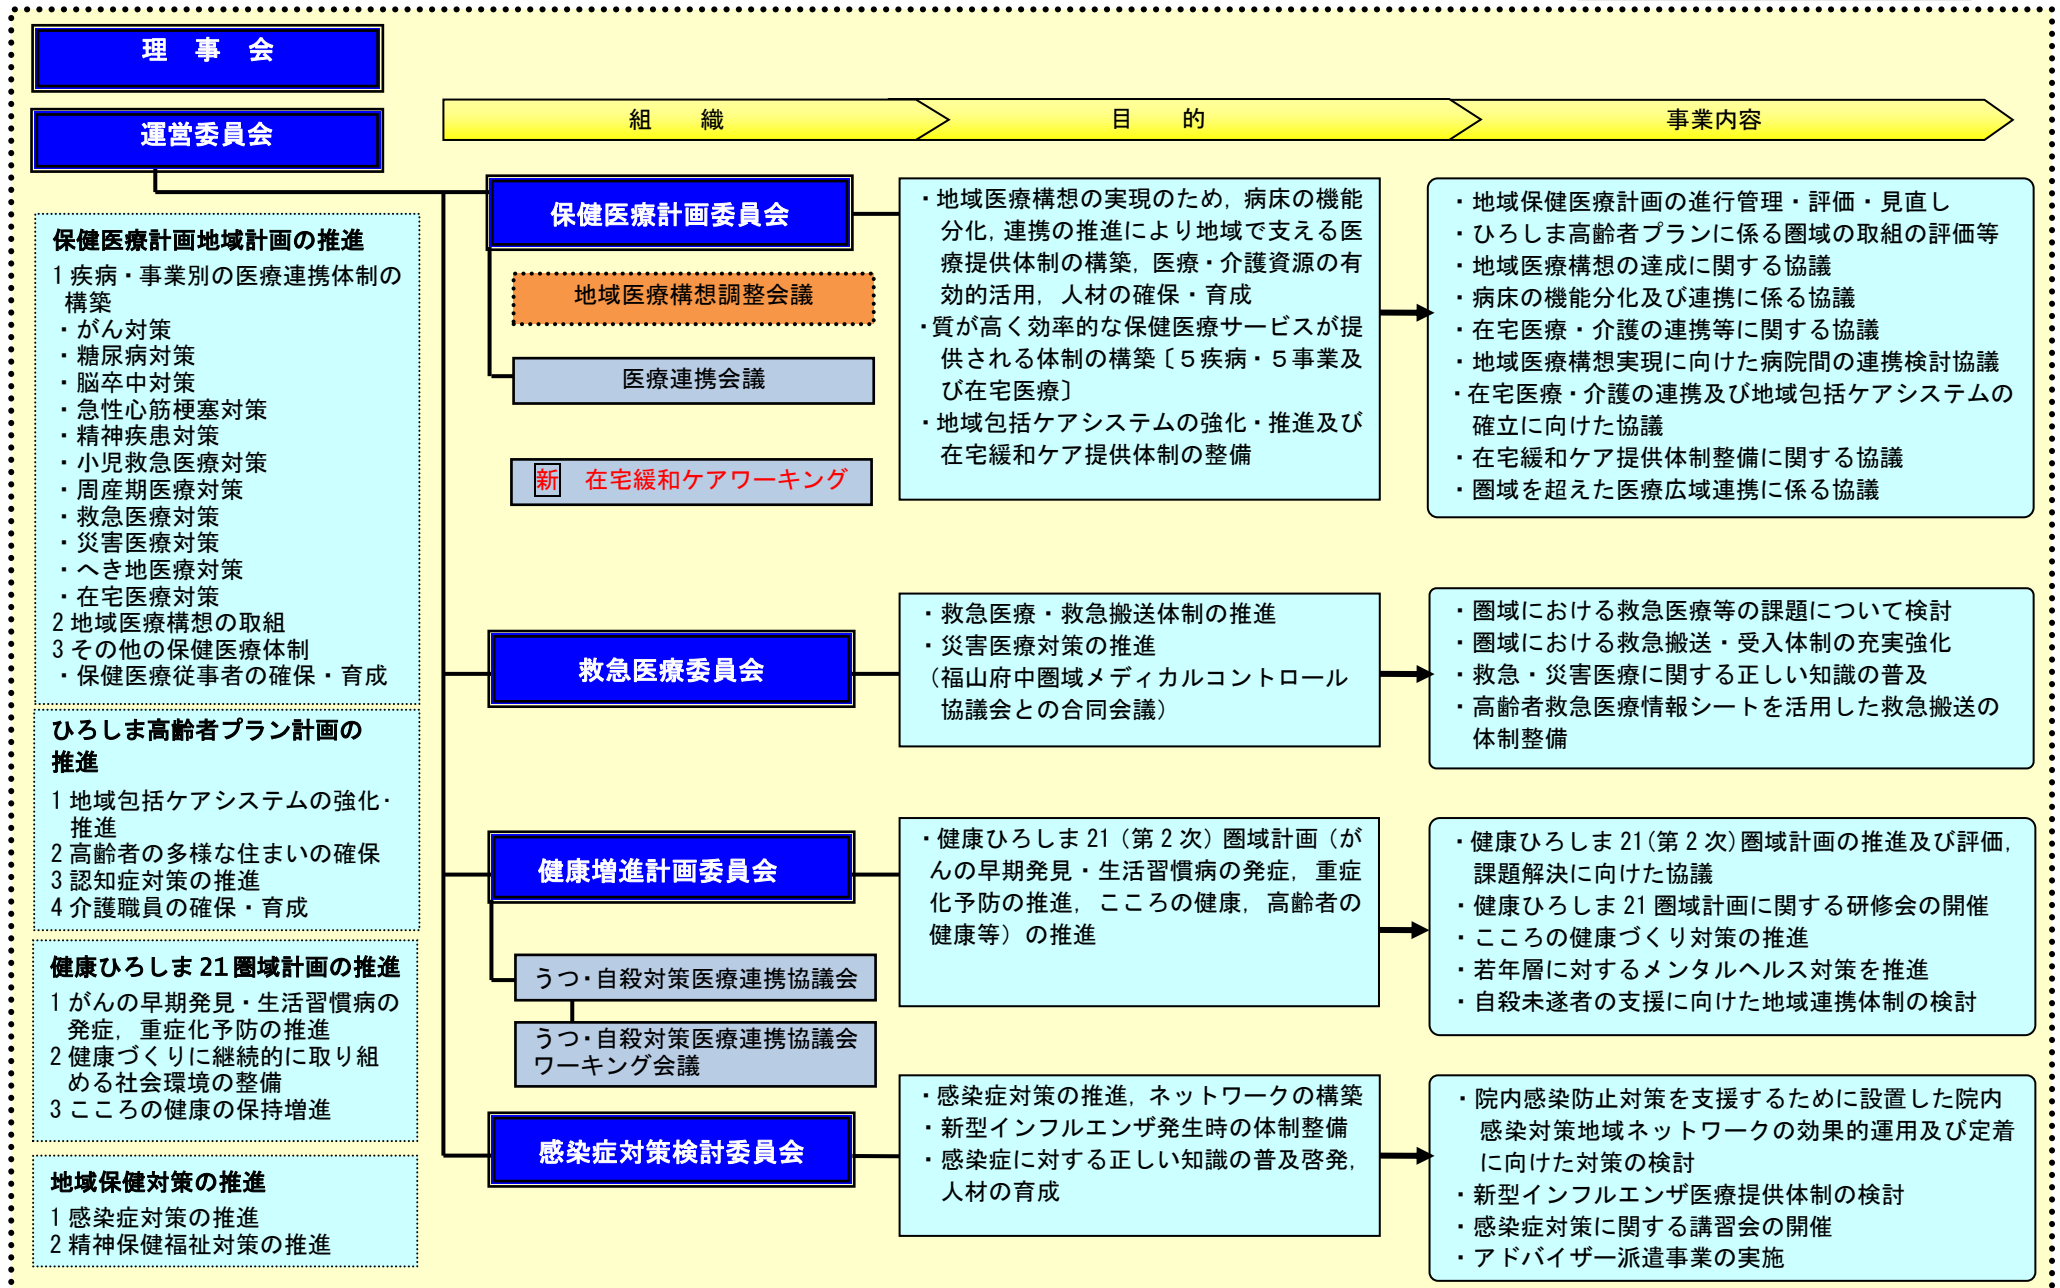 理 事 会
運営委員会
組 織
目 的
事業内容
保健医療計画地域計画の推進
1 疾病・事業別の医療連携体制の
構築
・がん対策
・糖尿病対策
・脳卒中対策
・急性心筋梗塞対策
・精神疾患対策
・小児救急医療対策
・周産期医療対策
・救急医療対策
・災害医療対策
・へき地医療対策
・在宅医療対策
2 地域医療構想の取組
3 その他の保健医療体制
・保健医療従事者の確保・育成
ひろしま高齢者プラン計画の
推進
1 地域包括ケアシステムの強化・
推進
2 高齢者の多様な住まいの確保
3 認知症対策の推進
4 介護職員の確保・育成
健康ひろしま21圏域計画の推進
1 がんの早期発見・生活習慣病の
発症，重症化予防の推進
2 健康づくりに継続的に取り組
める社会環境の整備
3 こころの健康の保持増進
地域保健対策の推進
1 感染症対策の推進
2 精神保健福祉対策の推進
保健医療計画委員会
地域医療構想調整会議
医療連携会議
新 在宅緩和ケアワーキング
・地域医療構想の実現のため，病床の機能
分化，連携の推進により地域で支える医
療提供体制の構築，医療・介護資源の有
効的活用，人材の確保・育成
・質が高く効率的な保健医療サービスが提
供される体制の構築〔５疾病・５事業及
び在宅医療〕
・地域包括ケアシステムの強化・推進及び
在宅緩和ケア提供体制の整備
・地域保健医療計画の進行管理・評価・見直し
・ひろしま高齢者プランに係る圏域の取組の評価等
・地域医療構想の達成に関する協議
・病床の機能分化及び連携に係る協議
・在宅医療・介護の連携等に関する協議
・地域医療構想実現に向けた病院間の連携検討協議
・在宅医療・介護の連携及び地域包括ケアシステムの
確立に向けた協議
・在宅緩和ケア提供体制整備に関する協議
・圏域を超えた医療広域連携に係る協議
救急医療委員会
・救急医療・救急搬送体制の推進
・災害医療対策の推進
（福山府中圏域メディカルコントロール
協議会との合同会議）
・圏域における救急医療等の課題について検討
・圏域における救急搬送・受入体制の充実強化
・救急・災害医療に関する正しい知識の普及
・高齢者救急医療情報シートを活用した救急搬送の
体制整備
健康増進計画委員会
うつ・自殺対策医療連携協議会
うつ・自殺対策医療連携協議会
ワーキング会議
・健康ひろしま21（第2次）圏域計画（が
んの早期発見・生活習慣病の発症，重症
化予防の推進，こころの健康，高齢者の
健康等）の推進
・健康ひろしま21(第2次)圏域計画の推進及び評価，
課題解決に向けた協議
・健康ひろしま21圏域計画に関する研修会の開催
・こころの健康づくり対策の推進
・若年層に対するメンタルヘルス対策を推進
・自殺未遂者の支援に向けた地域連携体制の検討
感染症対策検討委員会
・感染症対策の推進，ネットワークの構築
・新型インフルエンザ発生時の体制整備
・感染症に対する正しい知識の普及啓発，
人材の育成
・院内感染防止対策を支援するために設置した院内
感染対策地域ネットワークの効果的運用及び定着
に向けた対策の検討
・新型インフルエンザ医療提供体制の検討
・感染症対策に関する講習会の開催
・アドバイザー派遣事業の実施